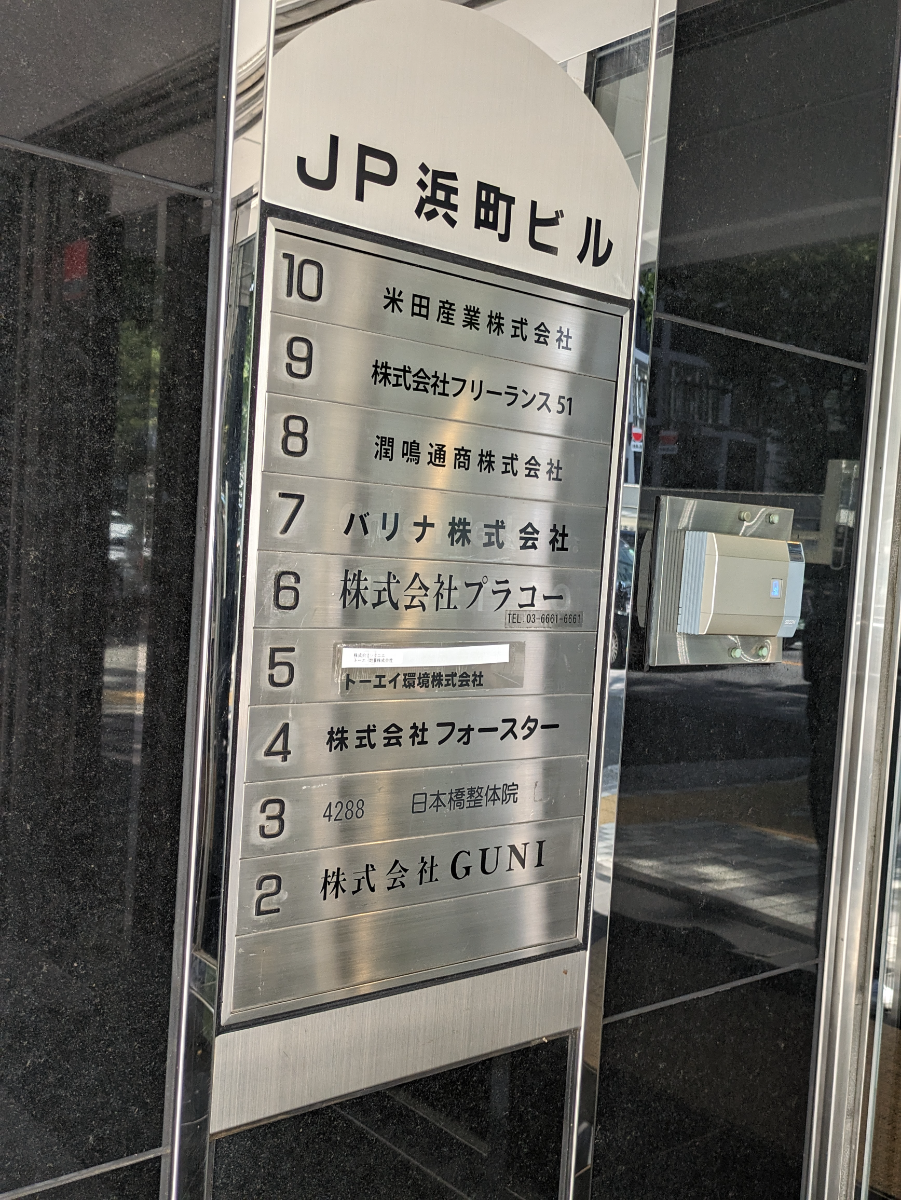 JP浜町ビル
10 米田産業株式会社
9 株式会社フリーランス51
8 潤鳴通商株式会社
7 バリナ株式会社
6 株式会社プラコー
TEL:03-6661-6661
5
トーエイ環境株式会社
4 株式会社フォースター
3 4288 日本橋整体院
2 株式会社GUNI